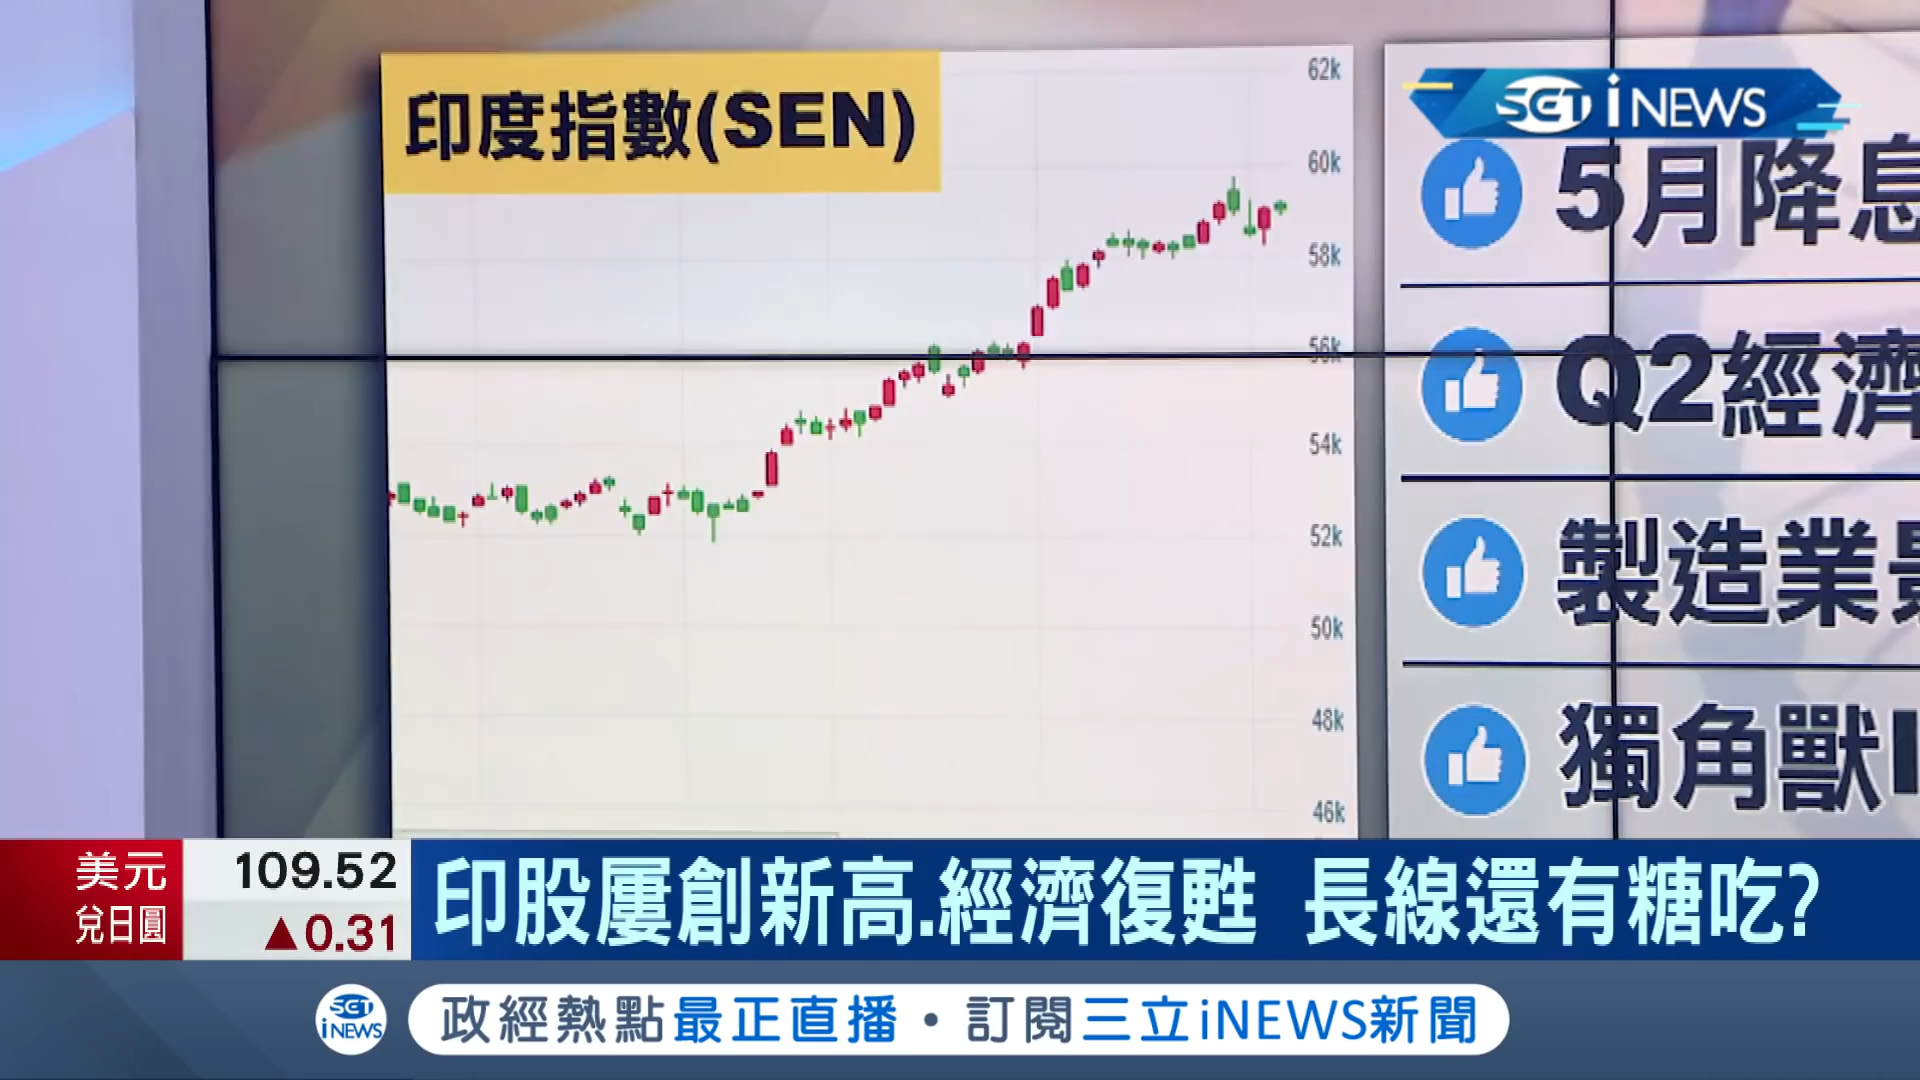 印度指數(SEN)
62k
60k
58k
56k
54k
52k
50k
48k
46k
SET iNEWS
5月降息
Q2經濟
製造業景
獨角獸I
美元
兌日圓
109.52
▲0.31
印股屢創新高.經濟復甦 長線還有糖吃?
SET iNEWS
政經熱點最正直播・訂閱三立iNEWS新聞